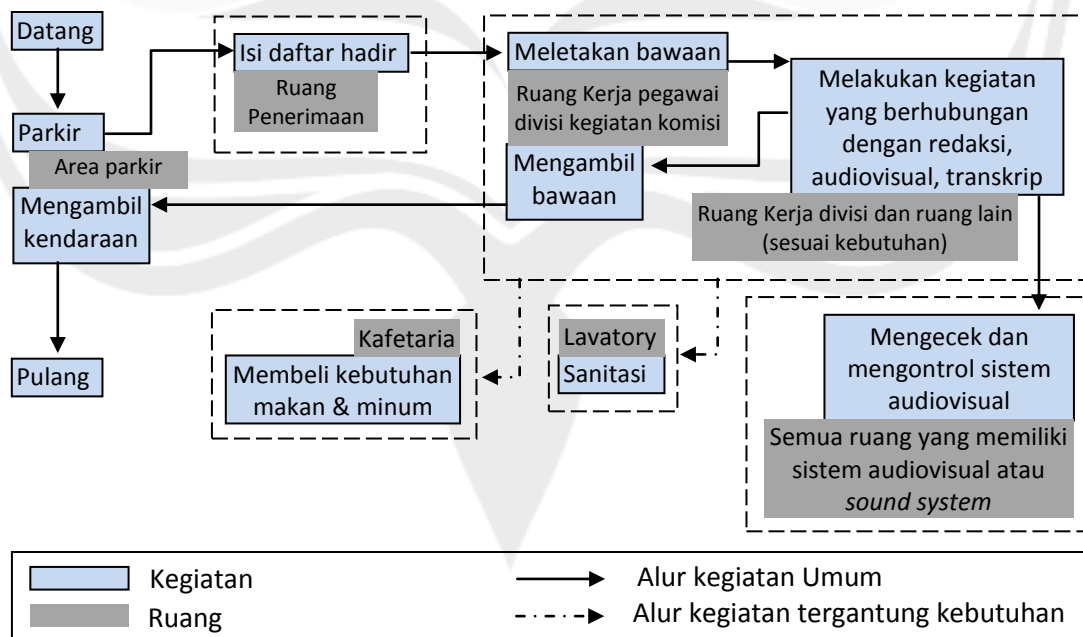 Datang
Parkir
Area parkir
Mengambil
kendaraan
Pulang
Isi daftar hadir
Ruang
Penerimaan
Meletakan bawaan
Ruang Kerja pegawai
divisi kegiatan komisi
Mengambil
bawaan
Melakukan kegiatan
yang berhubungan
dengan redaksi,
audiovisual, transkrip
Ruang Kerja divisi dan ruang lain
(sesuai kebutuhan)
Kafetaria
Membeli kebutuhan
makan & minum
Lavatory
Sanitasi
Mengecek dan
mengontrol sistem
audiovisual
Semua ruang yang memiliki
sistem audiovisual atau
sound system
Kegiatan
Ruang
Alur kegiatan Umum
Alur kegiatan tergantung kebutuhan